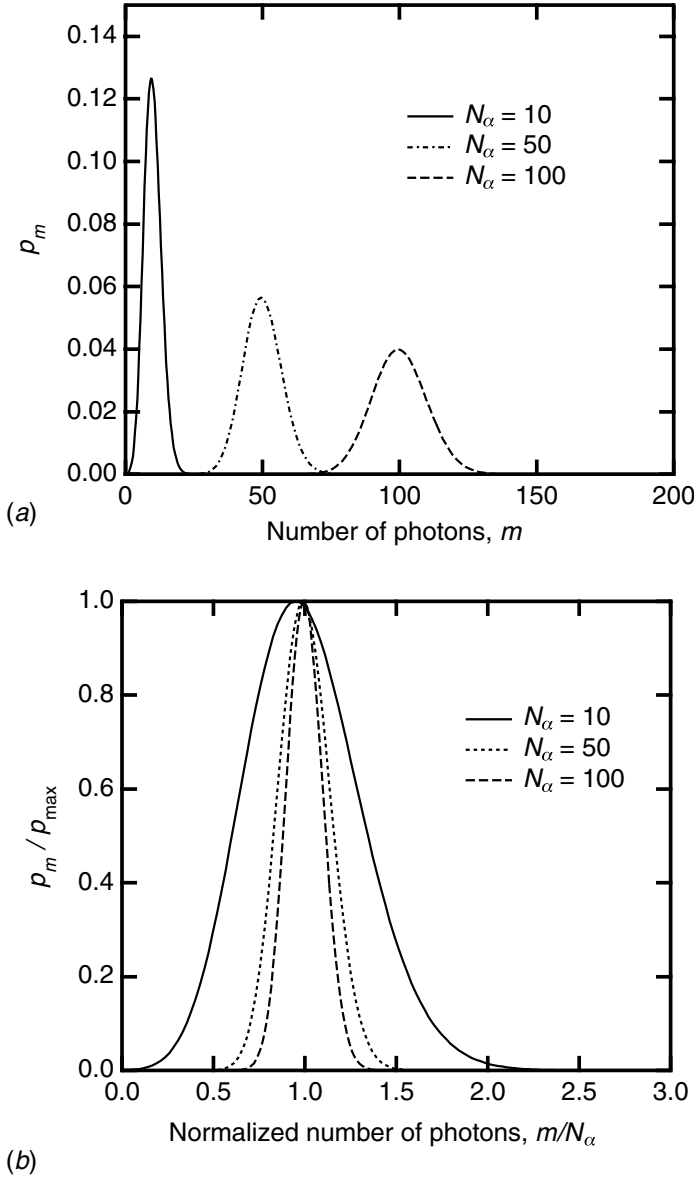 0.14
0.12
0.10
0.08
0.06
0.04
0.02
0.00
p_m
N_α = 10
N_α = 50
N_α = 100
0 50 100 150 200
(a)
Number of photons, m
1.0
0.8
0.6
0.4
0.2
0.0
p_m / p_max
N_α = 10
N_α = 50
N_α = 100
0.0 0.5 1.0 1.5 2.0 2.5 3.0
Normalized number of photons, m/N_α
(b)